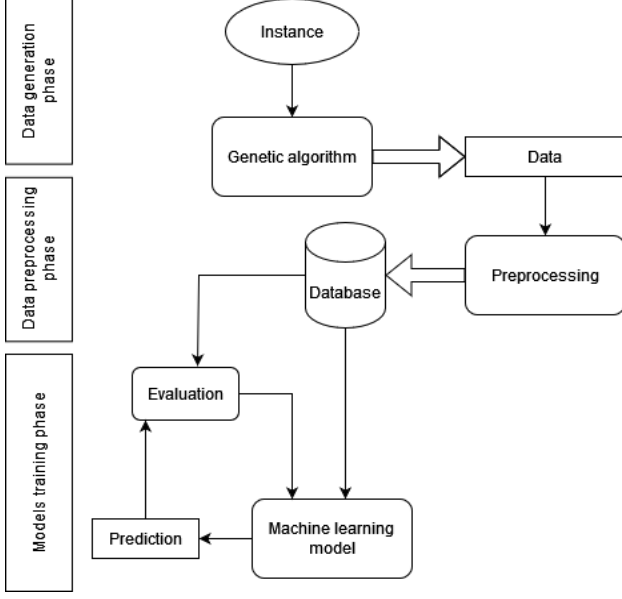 Data generation
phase
Instance
Genetic algorithm
Data
Data preprocessing
phase
Database
Preprocessing
Models training phase
Evaluation
Prediction
Machine learning
model